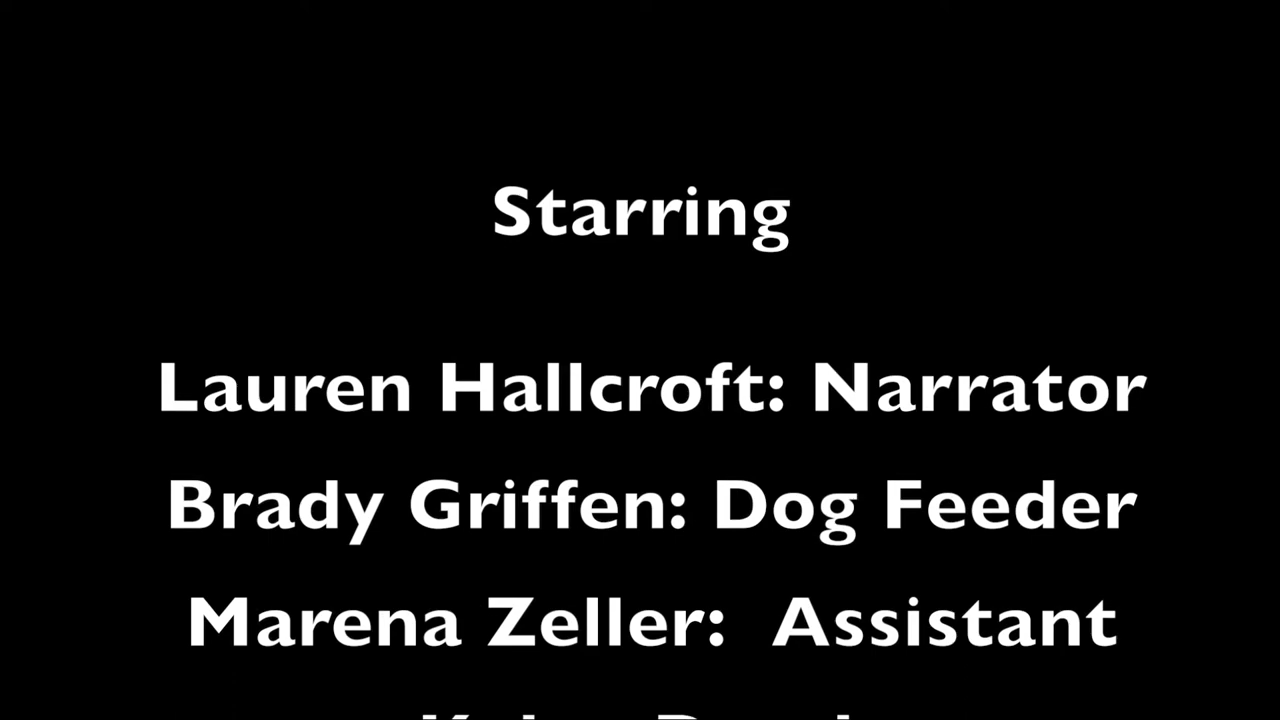 Starring
Lauren Hallcroft: Narrator
Brady Griffen: Dog Feeder
Marena Zeller:  Assistant